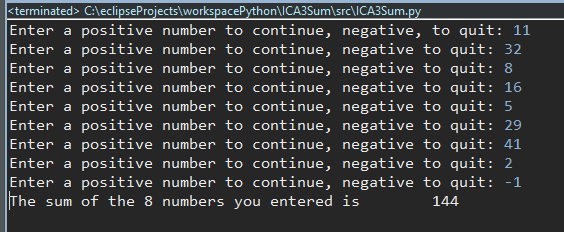 <terminated> C:\eclipseProjects\workspacePython\ICA3Sum\src\ICA3Sum.py
Enter a positive number to continue, negative, to quit: 11
Enter a positive number to continue, negative to quit: 32
Enter a positive number to continue, negative to quit: 8
Enter a positive number to continue, negative to quit: 16
Enter a positive number to continue, negative to quit: 5
Enter a positive number to continue, negative to quit: 29
Enter a positive number to continue, negative to quit: 41
Enter a positive number to continue, negative to quit: 2
Enter a positive number to continue, negative to quit: -1
The sum of the 8 numbers you entered is        144